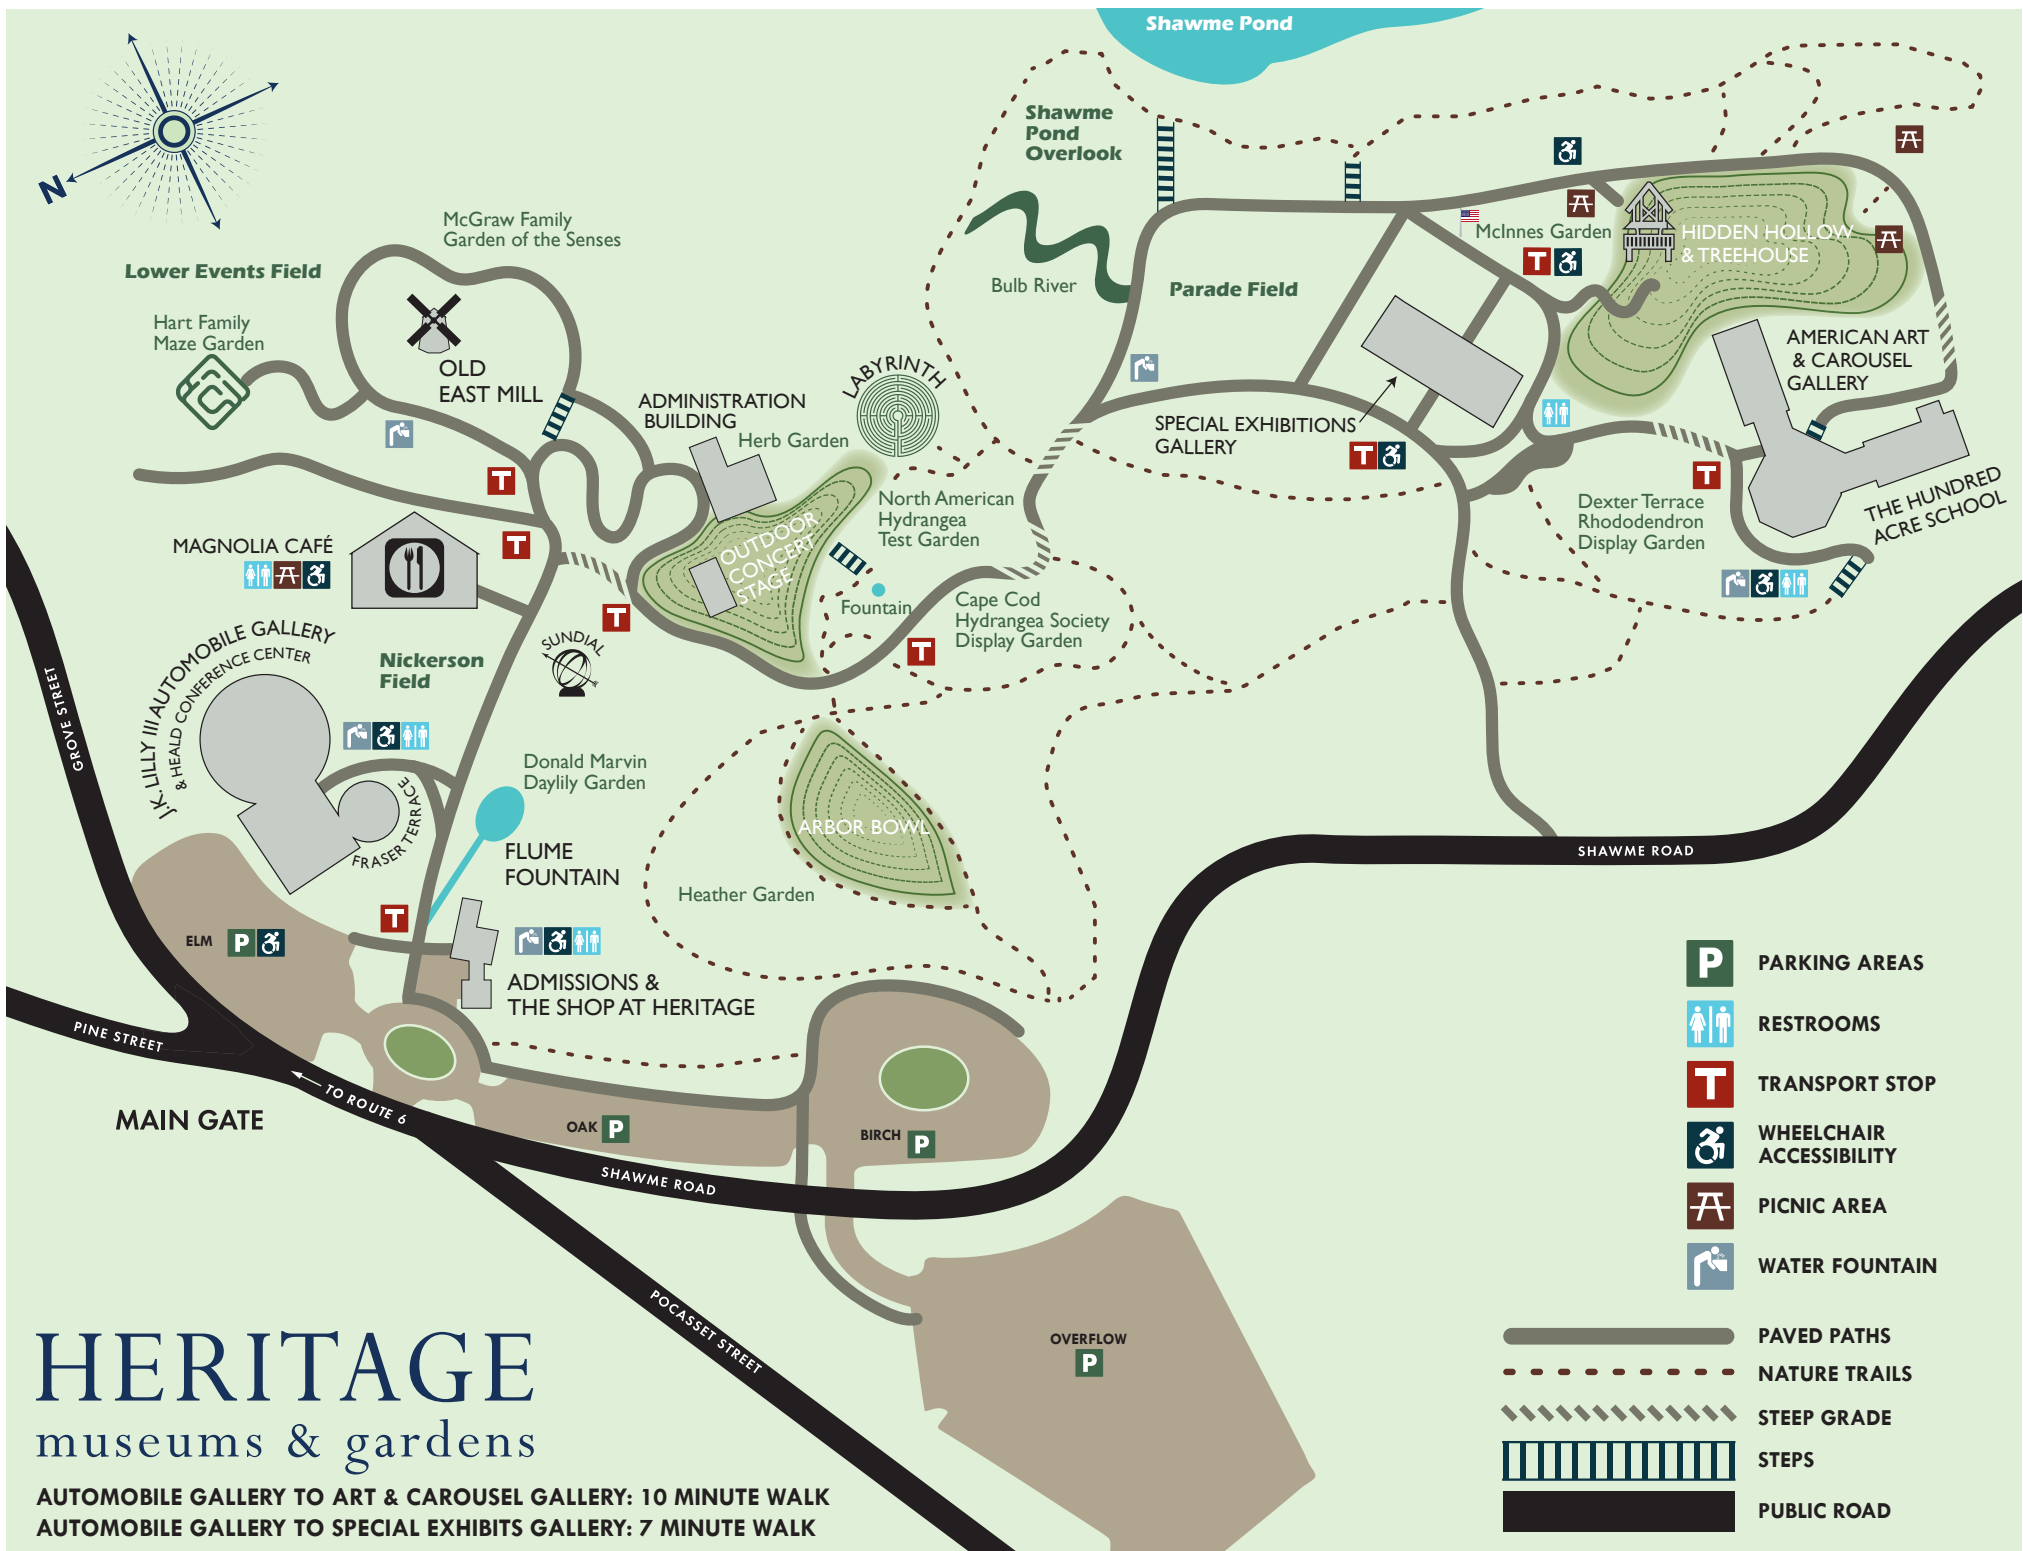 Shawme Pond
Shawme
Pond
Overlook
N
McGraw Family
Garden of the Senses
Lower Events Field
Hart Family
Maze Garden
OLD
EAST MILL
Bulb River
Parade Field
McInnes Garden
T
HIDDEN HOLLOW
& TREEHOUSE
LABYRINTH
ADMINISTRATION
BUILDING
Herb Garden
AMERICAN ART
& CAROUSEL
GALLERY
SPECIAL EXHIBITIONS
GALLERY
T
T
T
North American
Hydrangea
Test Garden
Dexter Terrace
Rhododendron
Display Garden
THE HUNDRED
ACRE SCHOOL
MAGNOLIA CAFÉ
T
OUTDOOR
CONCERT
STAGE
Fountain
T
Cape Cod
Hydrangea Society
Display Garden
T
SUNDIAL
J.K. LILLY III AUTOMOBILE GALLERY
& HEALD CONFERENCE CENTER
Nickerson
Field
GROVE STREET
Donald Marvin
Daylily Garden
FRASER TERRACE
FLUME
FOUNTAIN
ARBOR BOWL
Heather Garden
SHAWME ROAD
T
ELM P
ADMISSIONS &
THE SHOP AT HERITAGE
PINE STREET
MAIN GATE
TO ROUTE 6
OAK P
BIRCH P
SHAWME ROAD
POCASSET STREET
OVERFLOW
P
P PARKING AREAS
RESTROOMS
T TRANSPORT STOP
WHEELCHAIR
ACCESSIBILITY
PICNIC AREA
WATER FOUNTAIN
PAVED PATHS
NATURE TRAILS
STEEP GRADE
STEPS
PUBLIC ROAD
HERITAGE
museums & gardens
AUTOMOBILE GALLERY TO ART & CAROUSEL GALLERY: 10 MINUTE WALK
AUTOMOBILE GALLERY TO SPECIAL EXHIBITS GALLERY: 7 MINUTE WALK